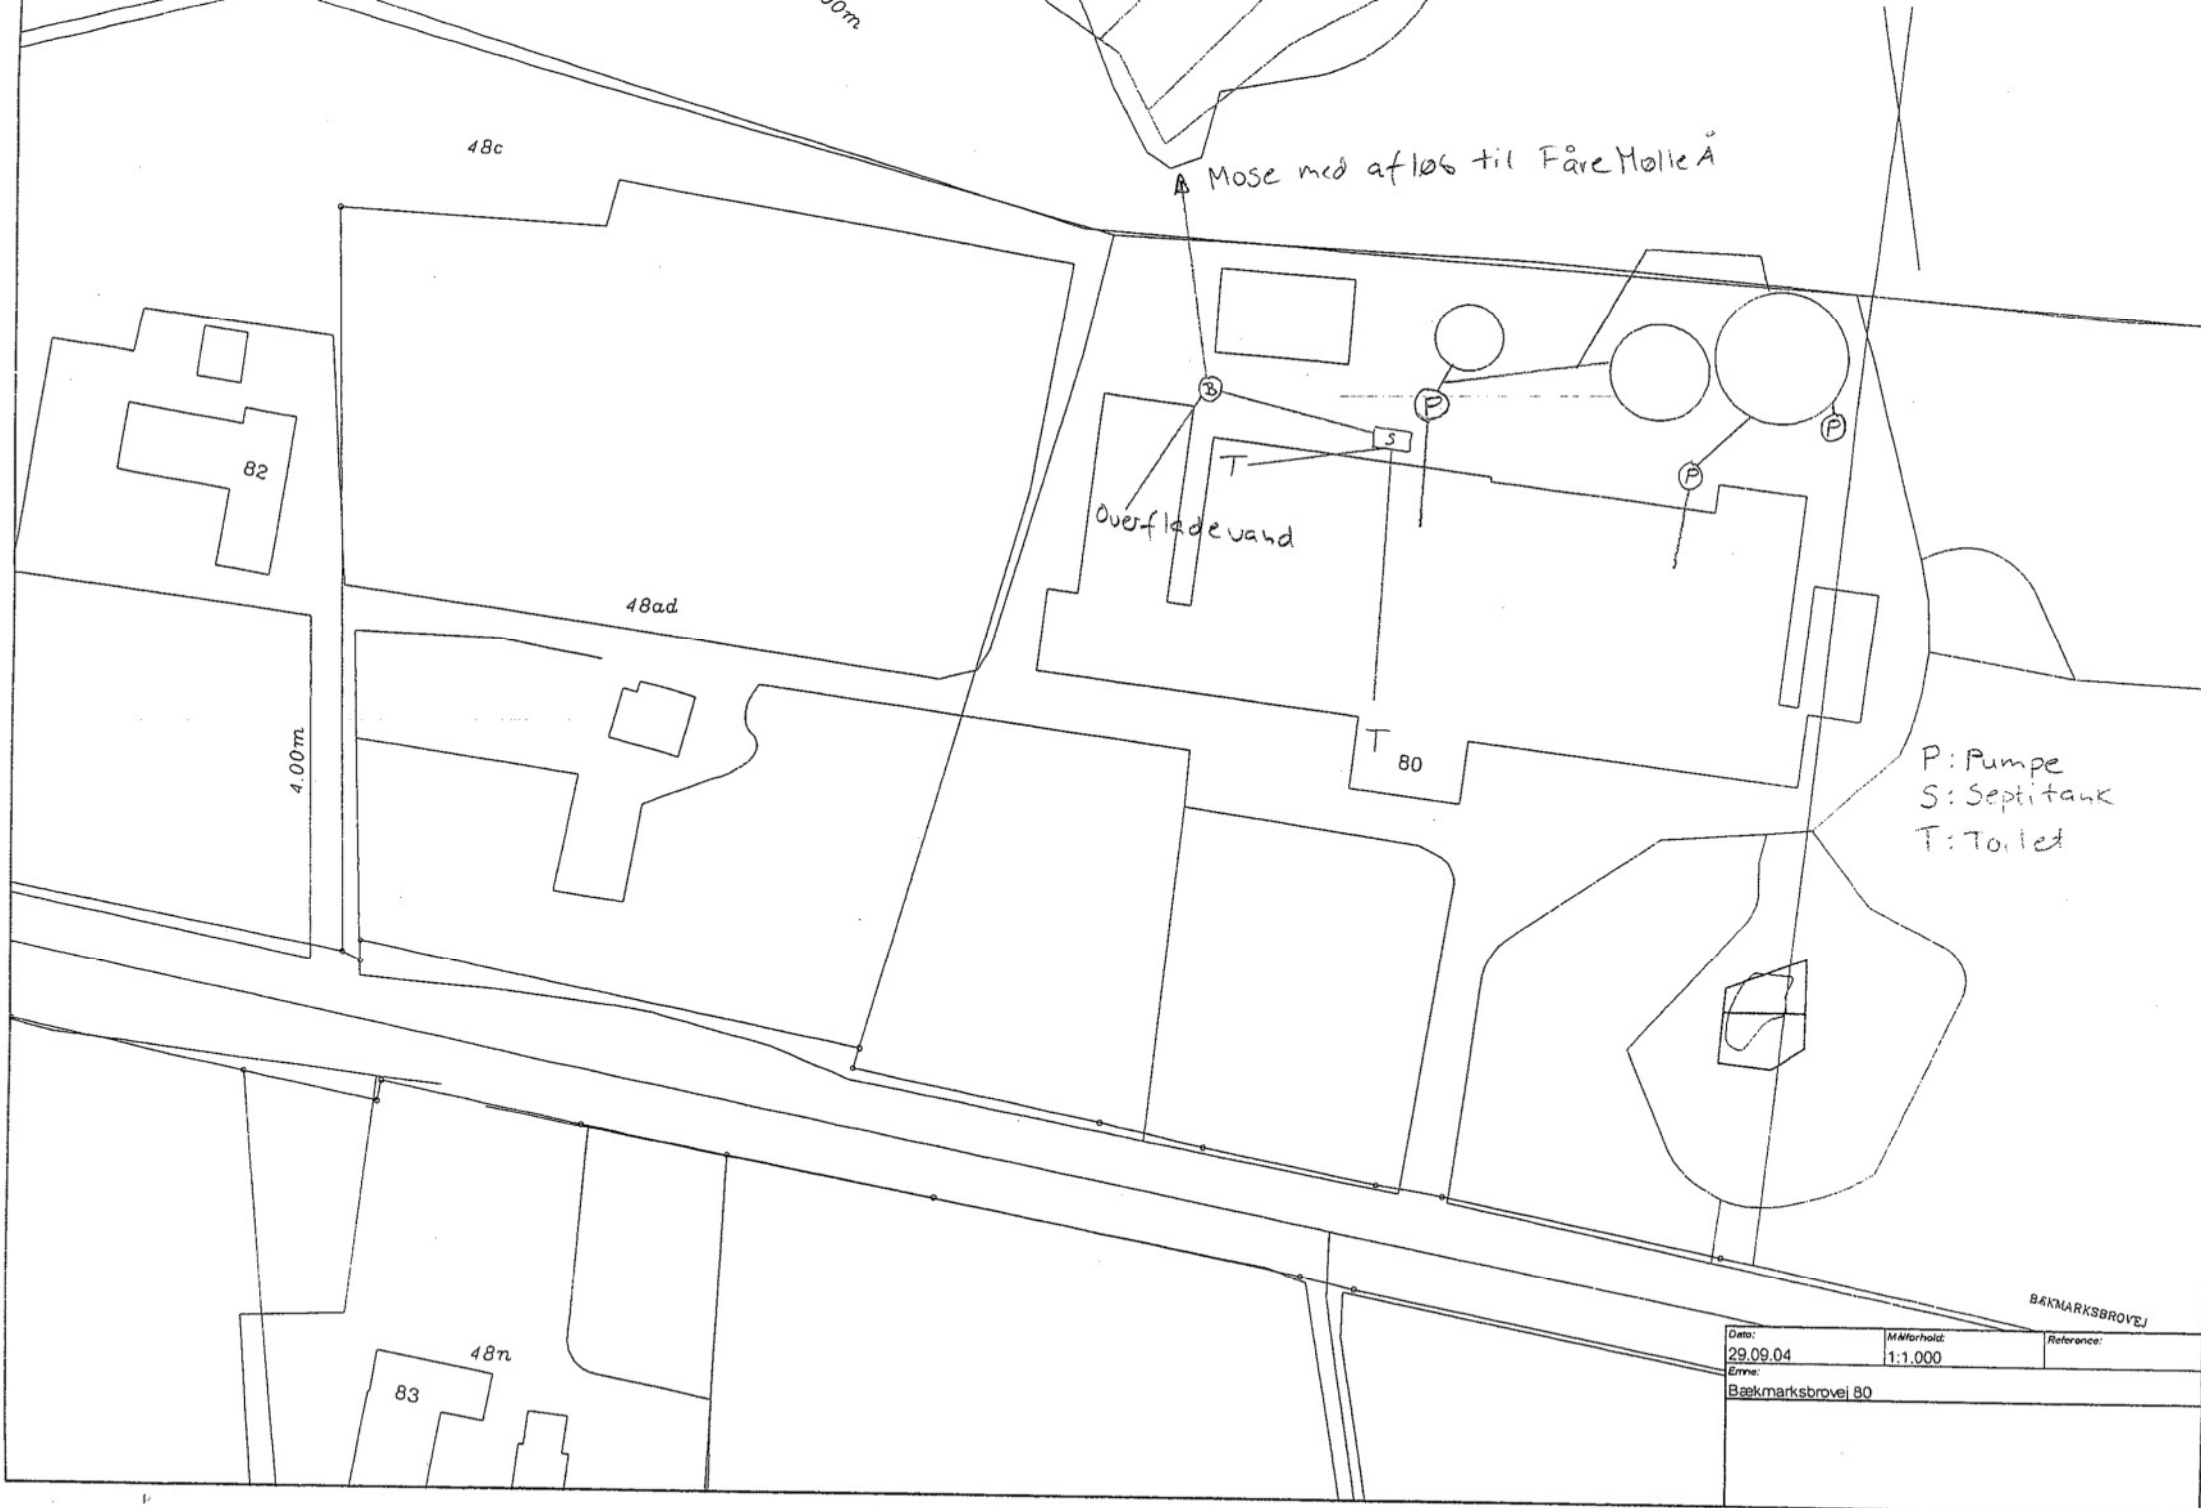 00m
48c
Mose med afløb til Fåre Mølle Å
B
P
S
P
P
T
82
Overfladevand
48ad
4.00m
T
80
P: Pumpe
S: Septitank
T: Toilet
BÆKMARKSBROVEJ
48n
83
Dato:
29.09.04
Målforhold:
1:1.000
Reference:
Emne:
Bækmarksbrovej 80